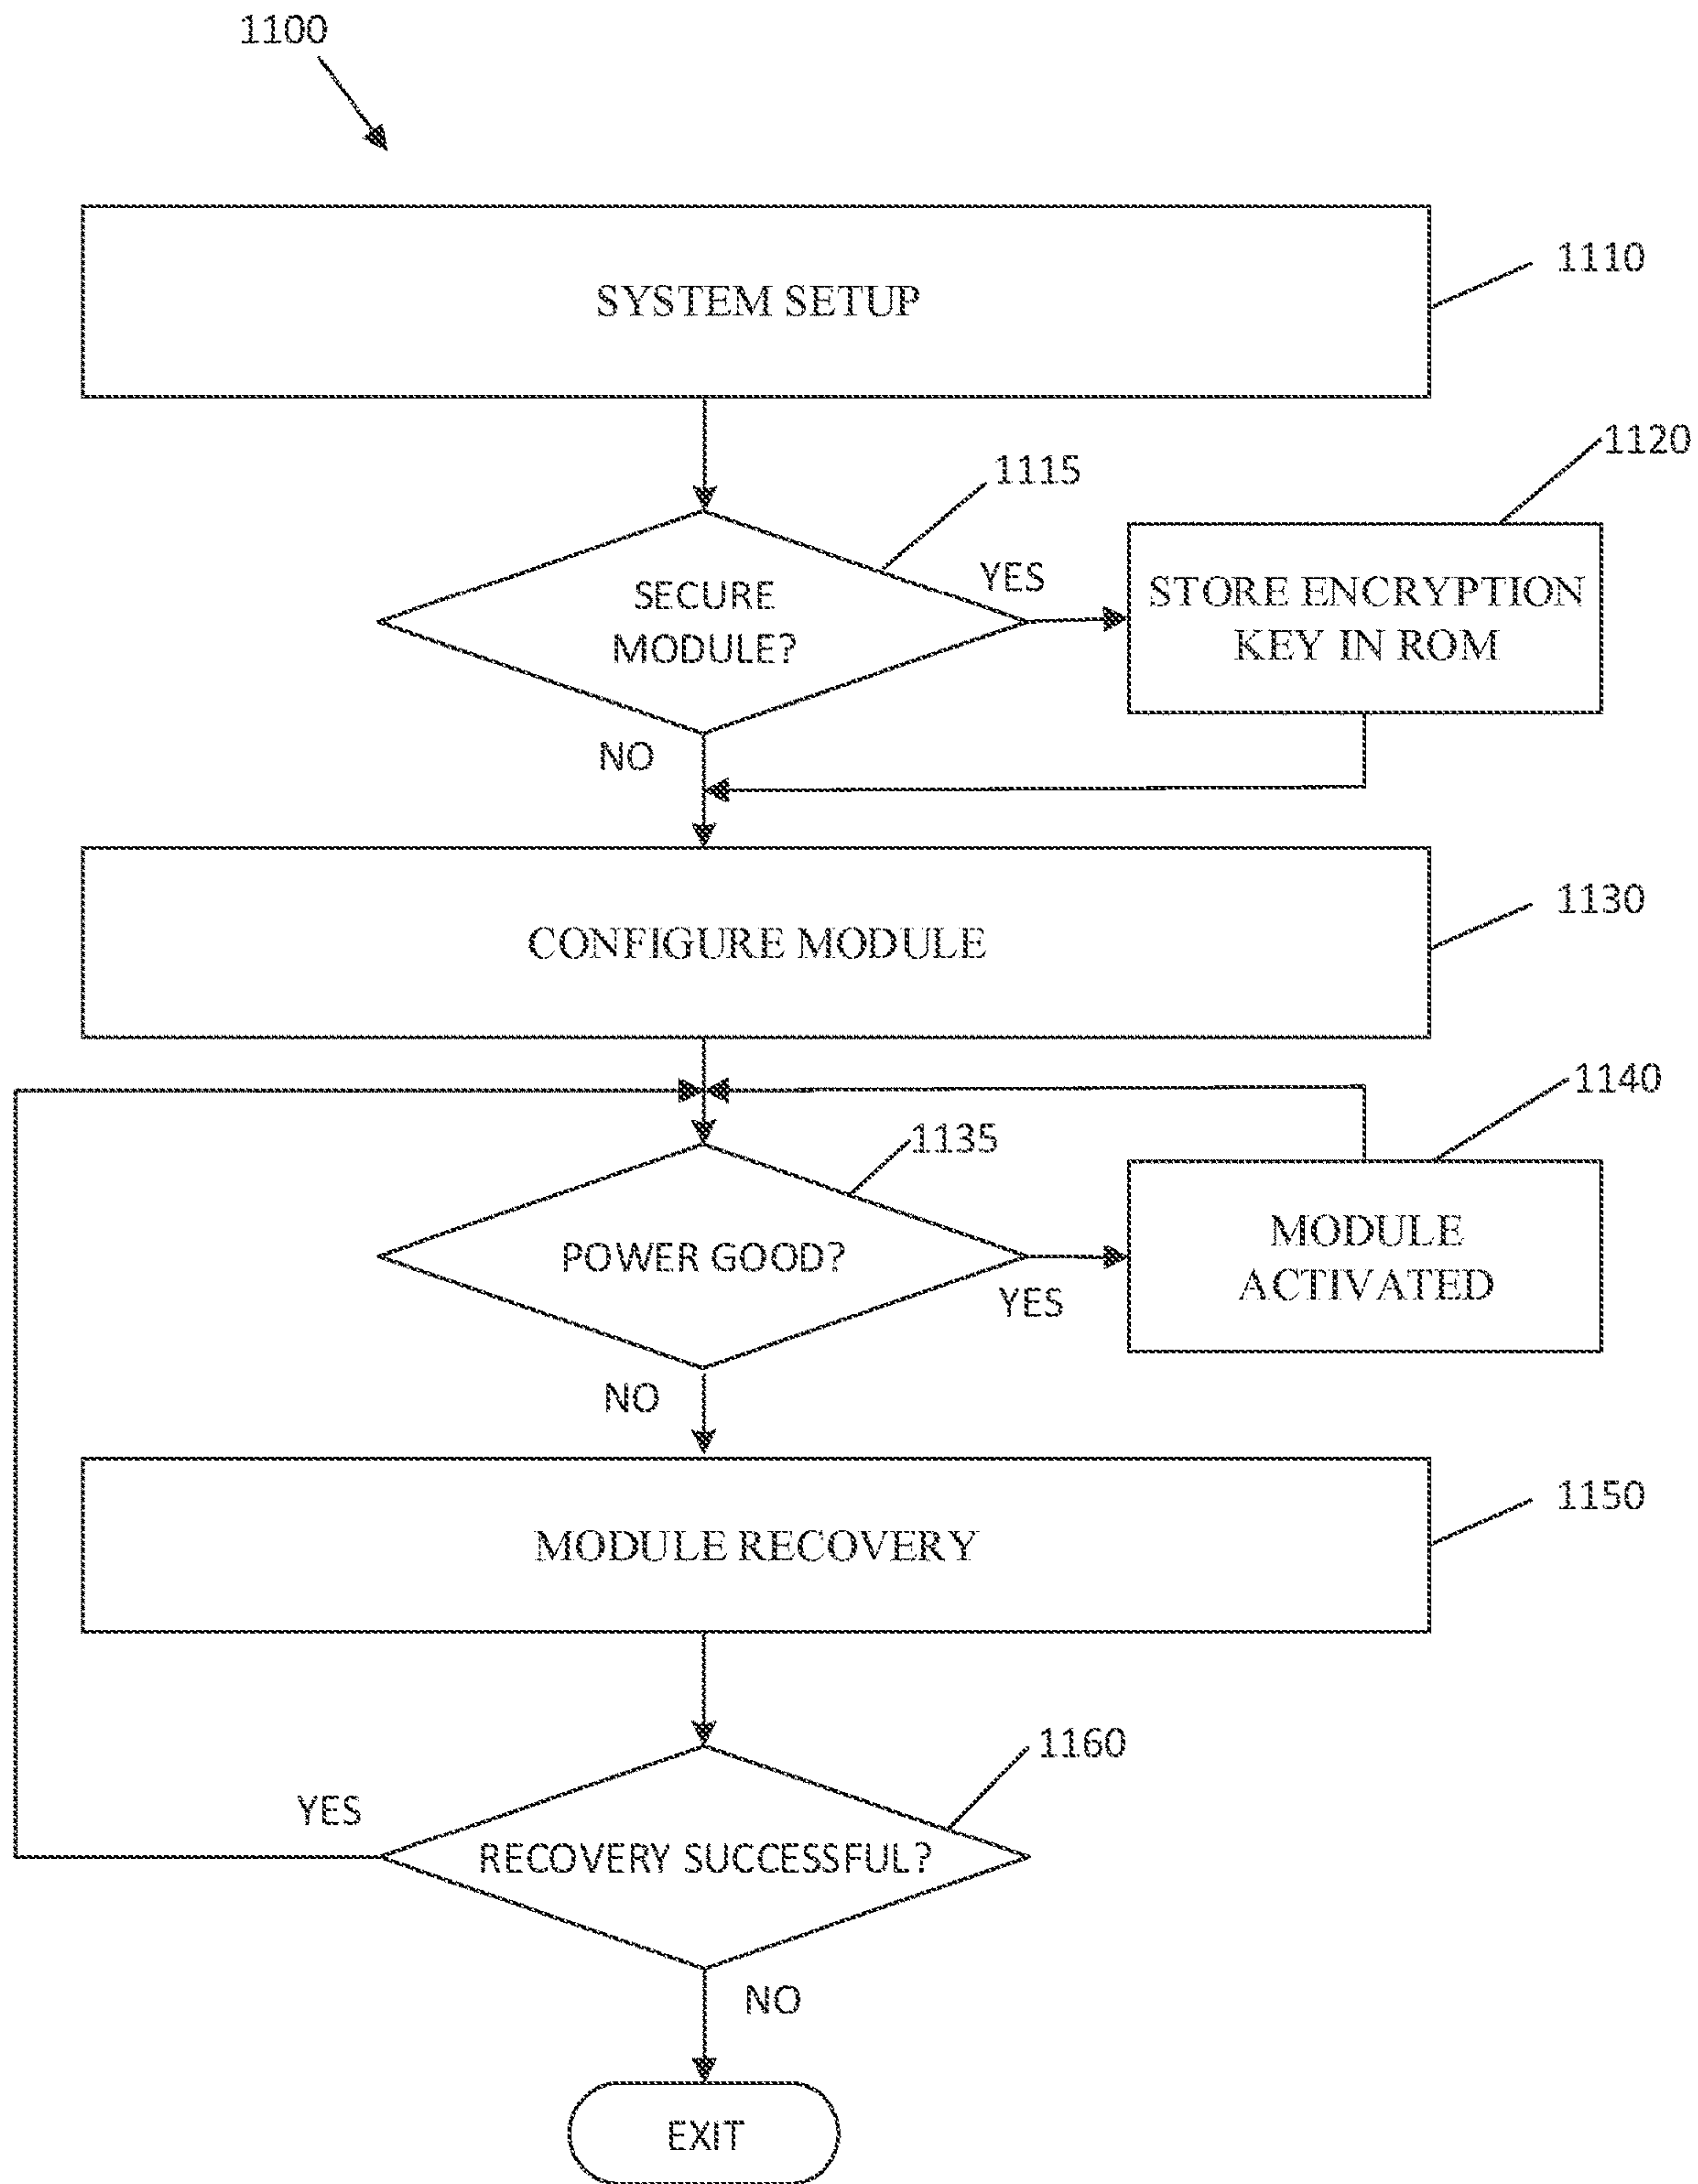 1100
SYSTEM SETUP
1110
1120
1115
SECURE
MODULE?
YES
STORE ENCRYPTION
KEY IN ROM
NO
CONFIGURE MODULE
1130
1140
1135
POWER GOOD?
YES
MODULE
ACTIVATED
NO
MODULE RECOVERY
1150
1160
YES
RECOVERY SUCCESSFUL?
NO
EXIT